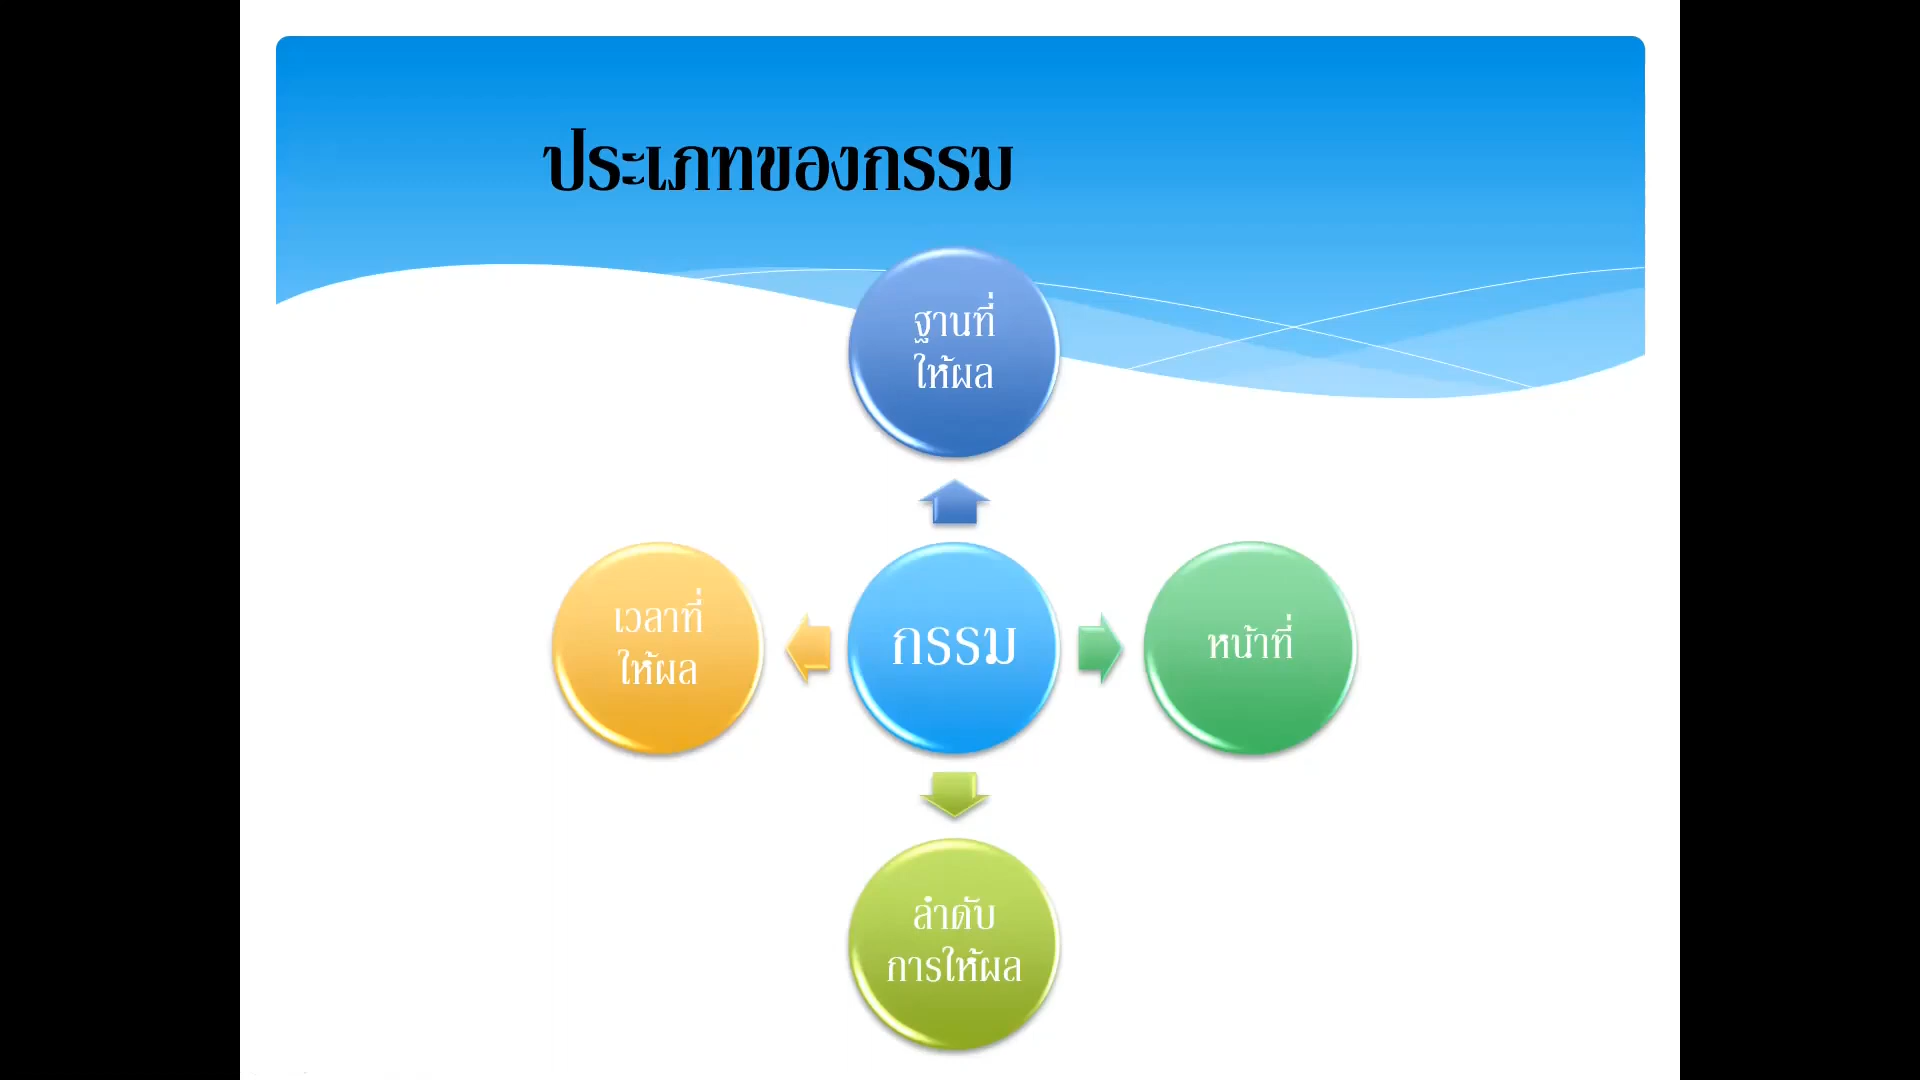 ประเภทของกรรม
ฐานที่
ให้ผล
เวลาที่
ให้ผล
กรรม
หน้าที่
ลำดับ
การให้ผล